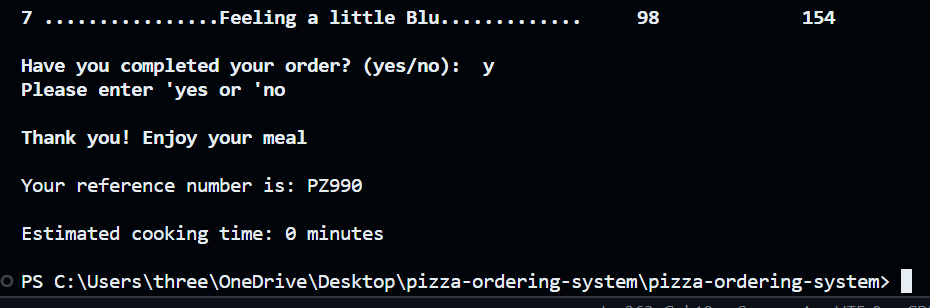 7 ................Feeling a little Blu............. 98 154
Have you completed your order? (yes/no): y
Please enter 'yes or 'no
Thank you! Enjoy your meal
Your reference number is: PZ990
Estimated cooking time: 0 minutes
PS C:\Users\three\OneDrive\Desktop\pizza-ordering-system\pizza-ordering-system>